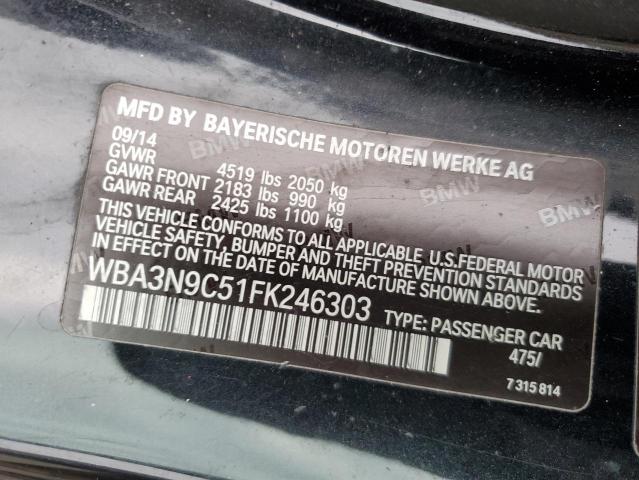 MFD BY BAYERISCHE MOTOREN WERKE AG
09/14
GVWR 4519 lbs 2050 kg
GAWR FRONT 2183 lbs 990 kg
GAWR REAR 2425 lbs 1100 kg
THIS VEHICLE CONFORMS TO ALL APPLICABLE U.S.FEDERAL MOTOR
VEHICLE SAFETY, BUMPER AND THEFT PREVENTION STANDARDS
IN EFFECT ON THE DATE OF MANUFACTURE SHOWN ABOVE.
WBA3N9C51FK246303
TYPE: PASSENGER CAR
475/
7 315 814